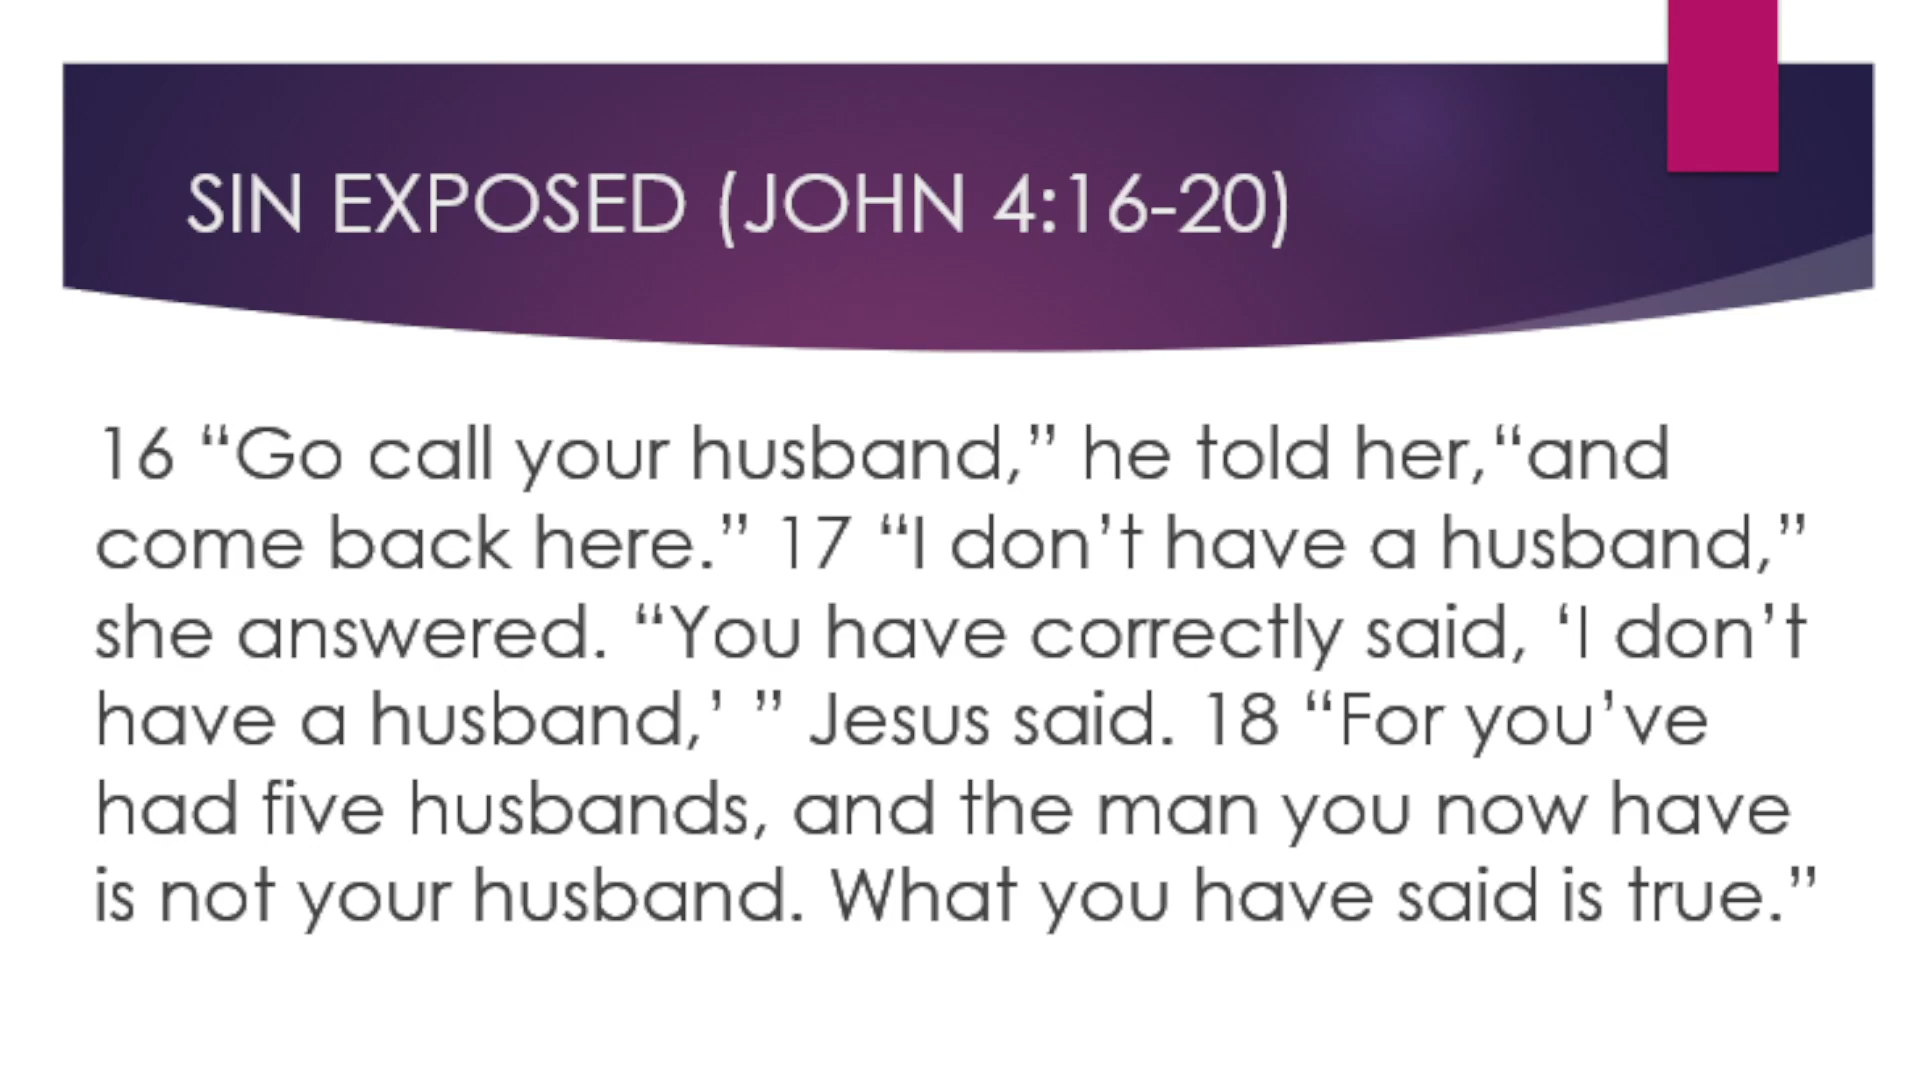 SIN EXPOSED (JOHN 4:16-20)
16 “Go call your husband,” he told her,“and
come back here.” 17 “I don’t have a husband,”
she answered. “You have correctly said, ‘I don’t
have a husband,’ ” Jesus said. 18 “For you’ve
had five husbands, and the man you now have
is not your husband. What you have said is true.”